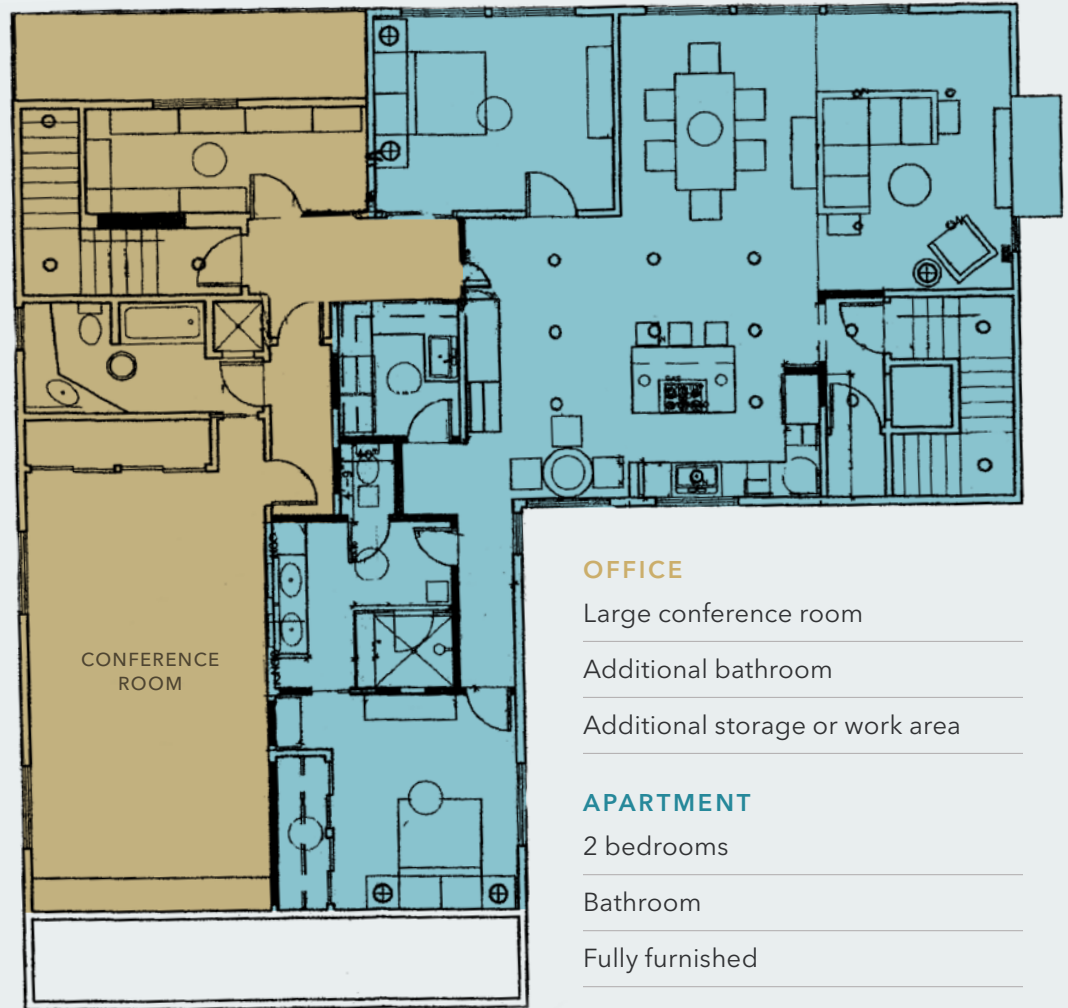 CONFERENCE
ROOM
OFFICE
Large conference room
Additional bathroom
Additional storage or work area
APARTMENT
2 bedrooms
Bathroom
Fully furnished